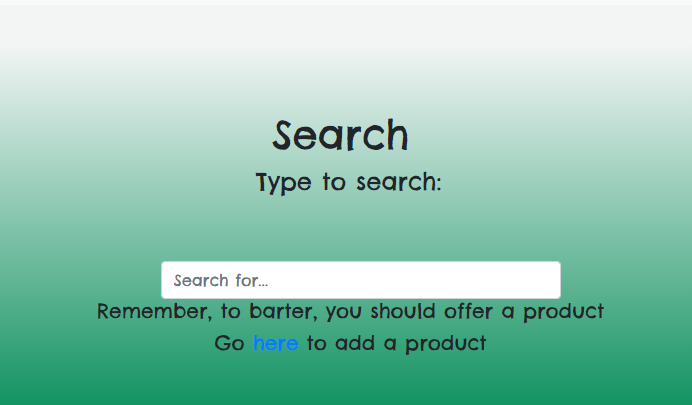 Search
Type to search:
Search for...
Remember, to barter, you should offer a product
Go here to add a product